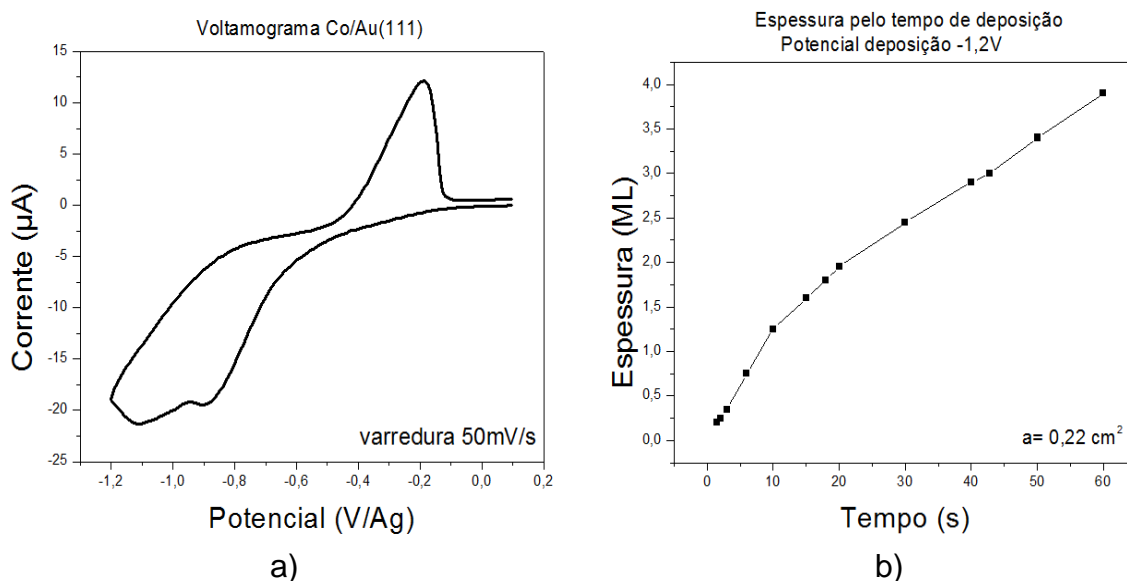 Voltamograma Co/Au(111)
15
10
5
0
-5
-10
-15
-20
-25
Corrente (µA)
varredura 50mV/s
-1,2 -1,0 -0,8 -0,6 -0,4 -0,2 0,0 0,2
Potencial (V/Ag)
a)
Espessura pelo tempo de deposição
Potencial deposição -1,2V
4,0
3,5
3,0
2,5
2,0
1,5
1,0
0,5
0,0
Espessura (ML)
a= 0,22 cm²
0 10 20 30 40 50 60
Tempo (s)
b)